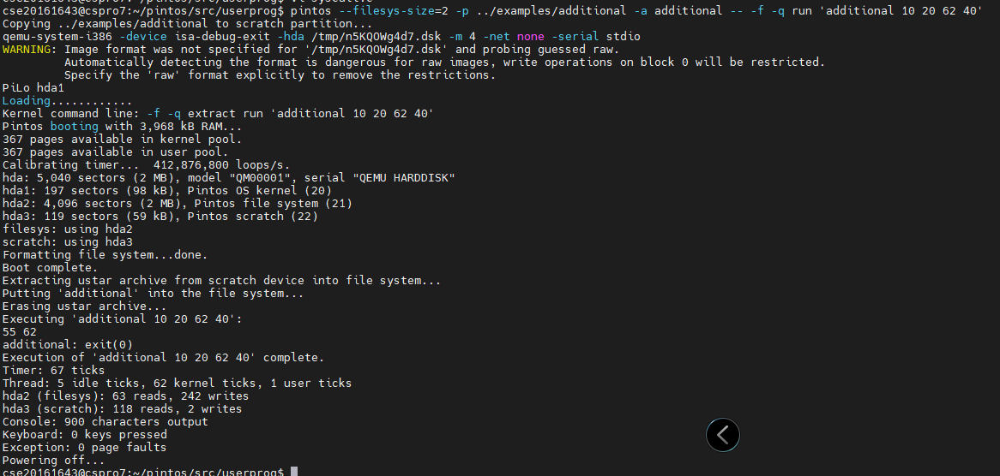 cse20161643@cspro7:~/pintos/src/userprog$
cse20161643@cspro7:~/pintos/src/userprog$ pintos --filesys-size=2 -p ../examples/additional -a additional -- -f -q run 'additional 10 20 62 40'
Copying ../examples/additional to scratch partition...
qemu-system-i386 -device isa-debug-exit -hda /tmp/n5KQOWg4d7.dsk -m 4 -net none -serial stdio
WARNING: Image format was not specified for '/tmp/n5KQOWg4d7.dsk' and probing guessed raw.
Automatically detecting the format is dangerous for raw images, write operations on block 0 will be restricted.
Specify the 'raw' format explicitly to remove the restrictions.
PiLo hda1
Loading............
Kernel command line: -f -q extract run 'additional 10 20 62 40'
Pintos booting with 3,968 kB RAM...
367 pages available in kernel pool.
367 pages available in user pool.
Calibrating timer...  412,876,800 loops/s.
hda: 5,040 sectors (2 MB), model "QM00001", serial "QEMU HARDDISK"
hda1: 197 sectors (98 kB), Pintos OS kernel (20)
hda2: 4,096 sectors (2 MB), Pintos file system (21)
hda3: 119 sectors (59 kB), Pintos scratch (22)
filesys: using hda2
scratch: using hda3
Formatting file system...done.
Boot complete.
Extracting ustar archive from scratch device into file system...
Putting 'additional' into the file system...
Erasing ustar archive...
Executing 'additional 10 20 62 40':
55 62
additional: exit(0)
Execution of 'additional 10 20 62 40' complete.
Timer: 67 ticks
Thread: 5 idle ticks, 62 kernel ticks, 1 user ticks
hda2 (filesys): 63 reads, 242 writes
hda3 (scratch): 118 reads, 2 writes
Console: 900 characters output
Keyboard: 0 keys pressed
Exception: 0 page faults
Powering off...
cse20161643@cspro7:~/pintos/src/userprog$